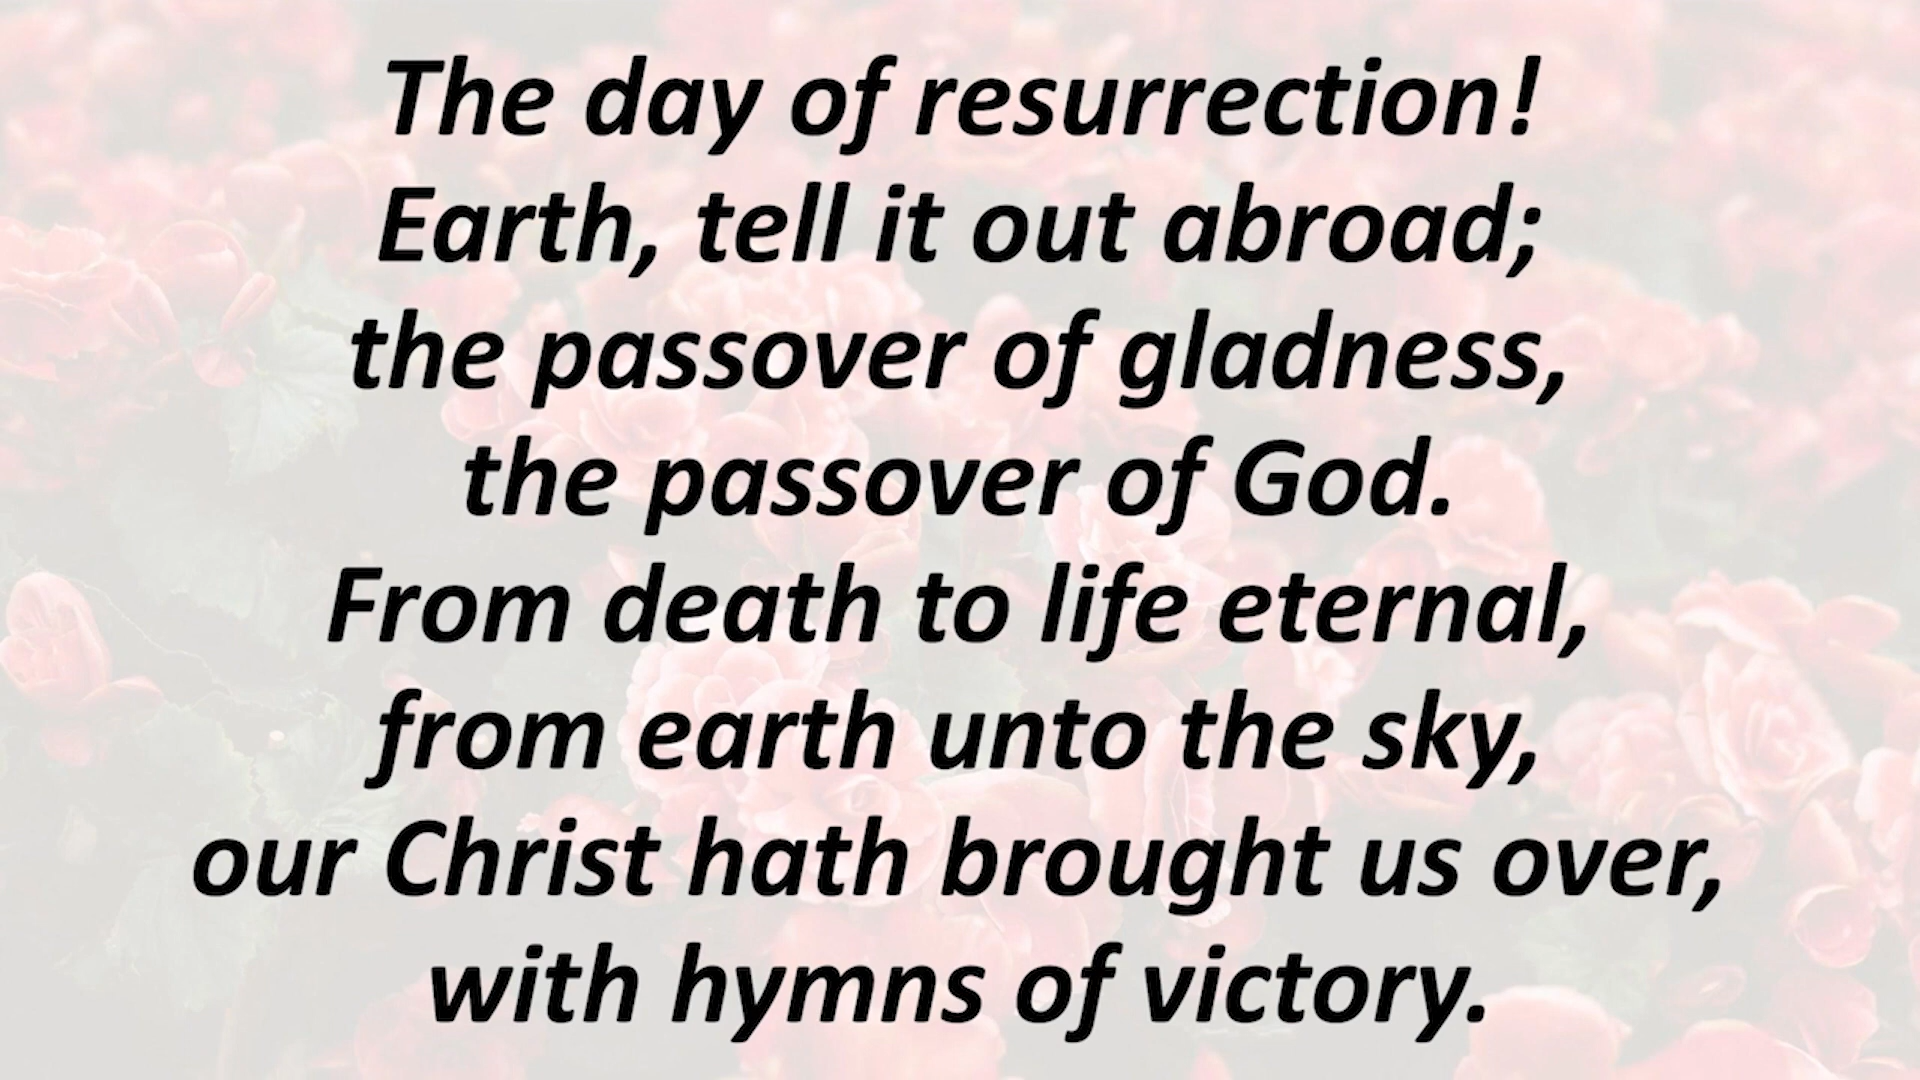 The day of resurrection!
Earth, tell it out abroad;
the passover of gladness,
the passover of God.
From death to life eternal,
from earth unto the sky,
our Christ hath brought us over,
with hymns of victory.